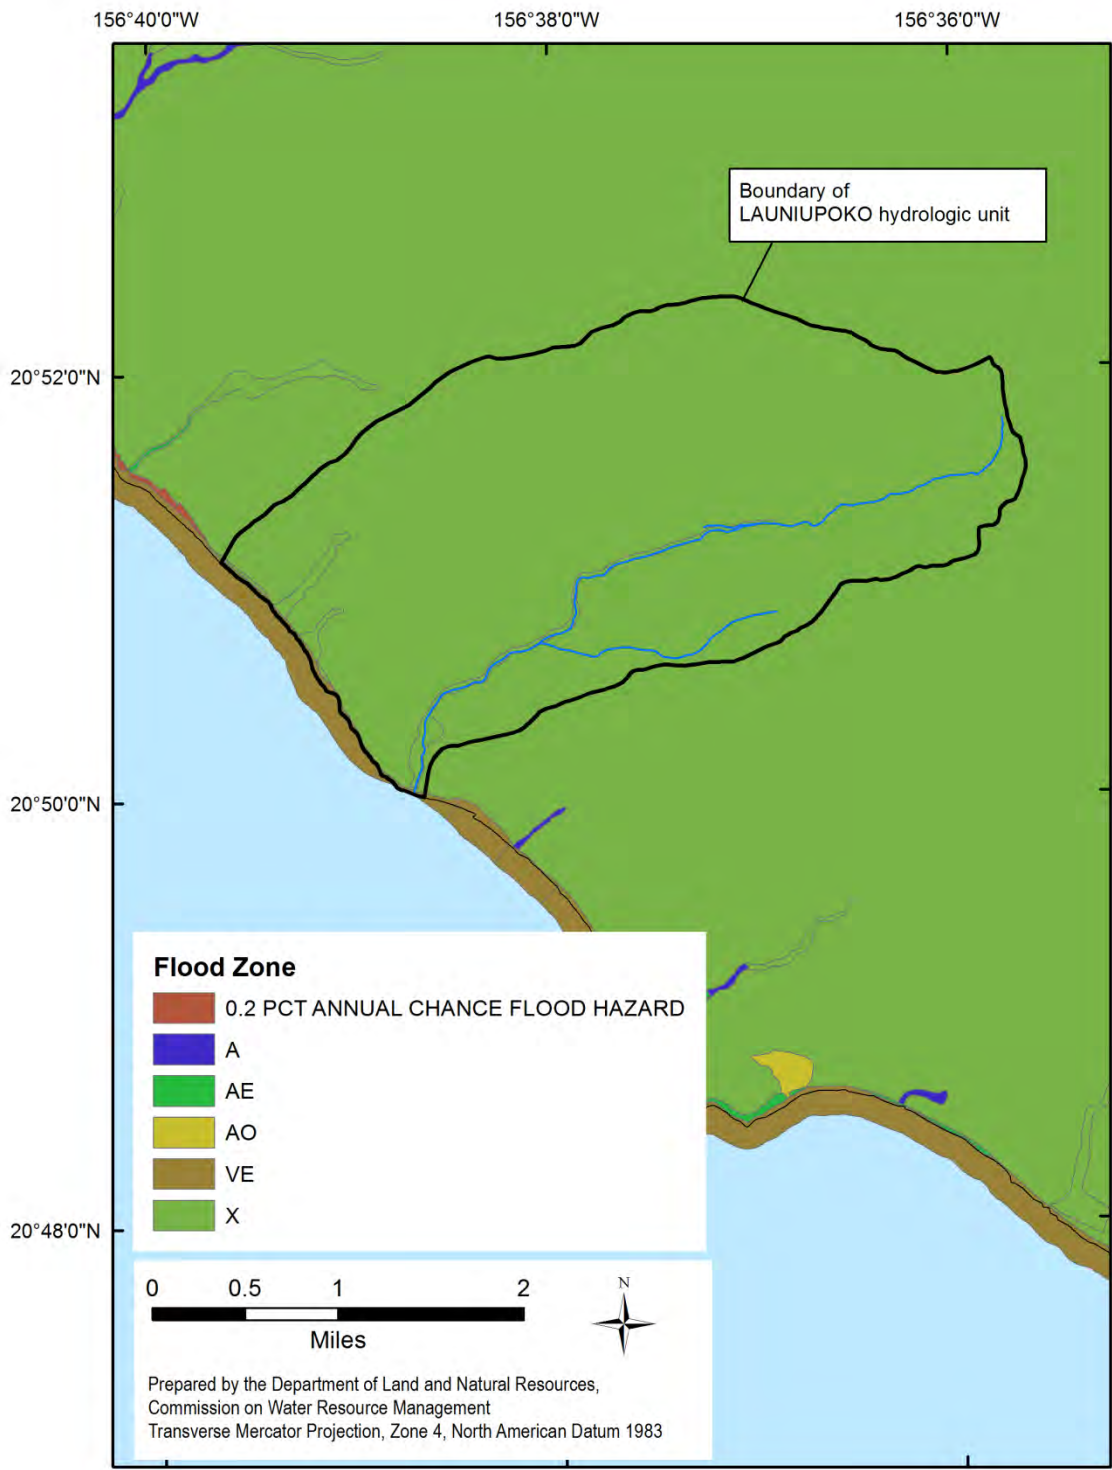 156°40'0"W
156°38'0"W
156°36'0"W
Boundary of
LAUNIUPOKO hydrologic unit
20°52'0"N
20°50'0"N
20°48'0"N
Flood Zone
0.2 PCT ANNUAL CHANCE FLOOD HAZARD
A
AE
AO
VE
X
0 0.5 1 2
Miles
N
Prepared by the Department of Land and Natural Resources,
Commission on Water Resource Management
Transverse Mercator Projection, Zone 4, North American Datum 1983